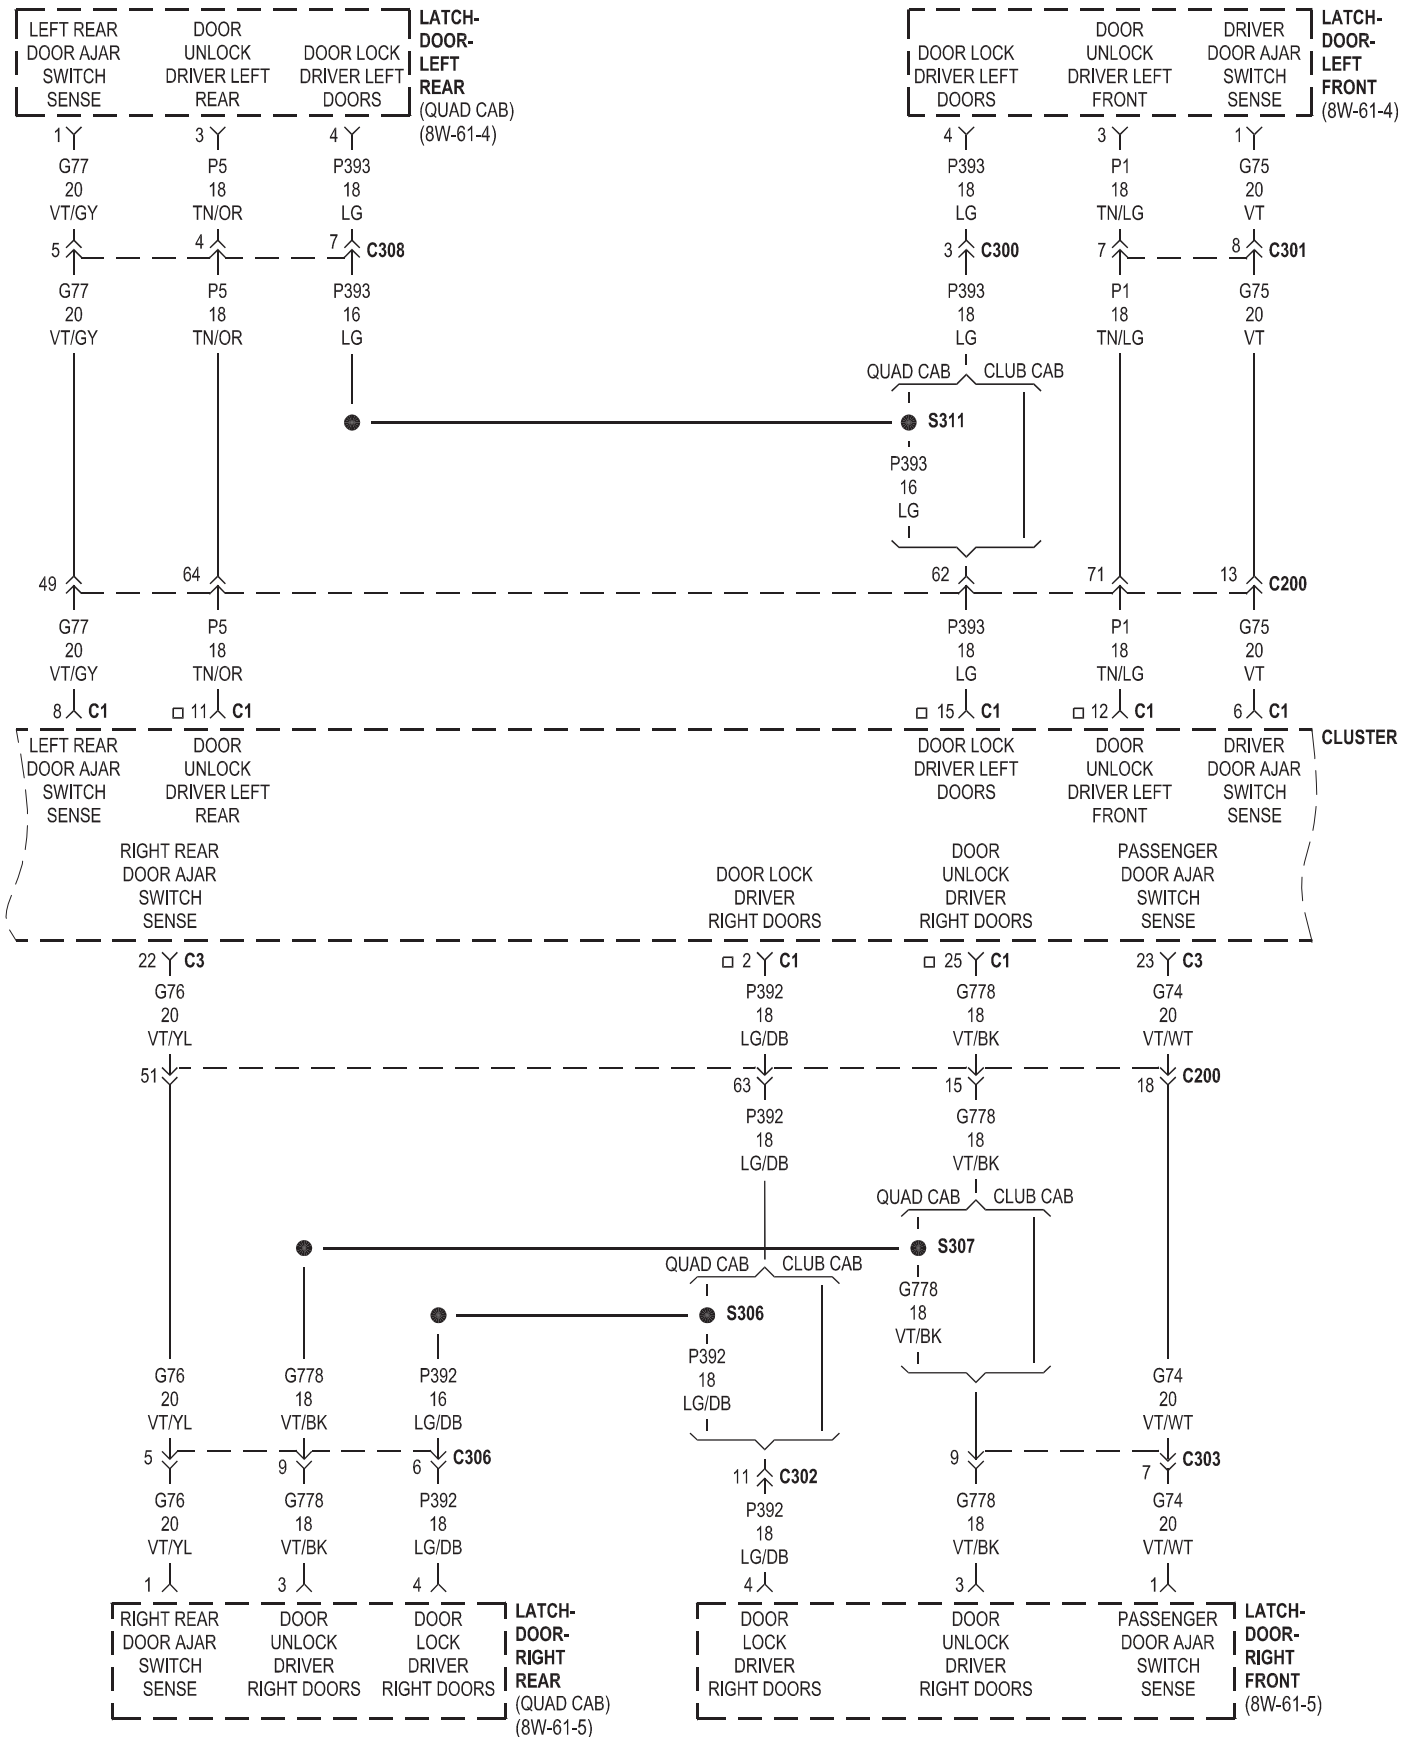 LEFT REAR
DOOR AJAR
SWITCH
SENSE
DOOR
UNLOCK
DRIVER LEFT
REAR
DOOR LOCK
DRIVER LEFT
DOORS
LATCH-
DOOR-
LEFT
REAR
(QUAD CAB)
(8W-61-4)
DOOR LOCK
DRIVER LEFT
DOORS
DOOR
UNLOCK
DRIVER LEFT
FRONT
DRIVER
DOOR AJAR
SWITCH
SENSE
LATCH-
DOOR-
LEFT
FRONT
(8W-61-4)
1 3 4 4 3 1
G77 P5 P393 P393 P1 G75
20 18 18 18 18 20
VT/GY TN/OR LG LG TN/LG VT
5 4 7 C308 3 C300 7 8 C301
G77 P5 P393 P393 P1 G75
20 18 16 18 18 20
VT/GY TN/OR LG LG TN/LG VT
QUAD CAB CLUB CAB
S311
P393
16
LG
49 64 62 71 13 C200
G77 P5 P393 P1 G75
20 18 18 18 20
VT/GY TN/OR LG TN/LG VT
8 C1 11 C1 15 C1 12 C1 6 C1
CLUSTER
LEFT REAR
DOOR AJAR
SWITCH
SENSE
DOOR
UNLOCK
DRIVER LEFT
REAR
DOOR LOCK
DRIVER LEFT
DOORS
DOOR
UNLOCK
DRIVER LEFT
FRONT
DRIVER
DOOR AJAR
SWITCH
SENSE
RIGHT REAR
DOOR AJAR
SWITCH
SENSE
DOOR LOCK
DRIVER
RIGHT DOORS
DOOR
UNLOCK
DRIVER
RIGHT DOORS
PASSENGER
DOOR AJAR
SWITCH
SENSE
22 C3 2 C1 25 C1 23 C3
G76 P392 G778 G74
20 18 18 20
VT/YL LG/DB VT/BK VT/WT
51 63 15 18 C200
P392 G778
18 18
LG/DB VT/BK
QUAD CAB CLUB CAB
S307
QUAD CAB CLUB CAB
G778
18
VT/BK
S306
P392
18
LG/DB
G76 G778 P392 G74
20 18 16 20
VT/YL VT/BK LG/DB VT/WT
5 9 6 C306 11 C302 9 7 C303
G76 G778 P392 P392 G778 G74
20 18 18 18 18 20
VT/YL VT/BK LG/DB LG/DB VT/BK VT/WT
1 3 4 4 3 1
RIGHT REAR
DOOR AJAR
SWITCH
SENSE
DOOR
UNLOCK
DRIVER
RIGHT DOORS
DOOR
LOCK
DRIVER
RIGHT DOORS
LATCH-
DOOR-
RIGHT
REAR
(QUAD CAB)
(8W-61-5)
DOOR
LOCK
DRIVER
RIGHT DOORS
DOOR
UNLOCK
DRIVER
RIGHT DOORS
PASSENGER
DOOR AJAR
SWITCH
SENSE
LATCH-
DOOR-
RIGHT
FRONT
(8W-61-5)